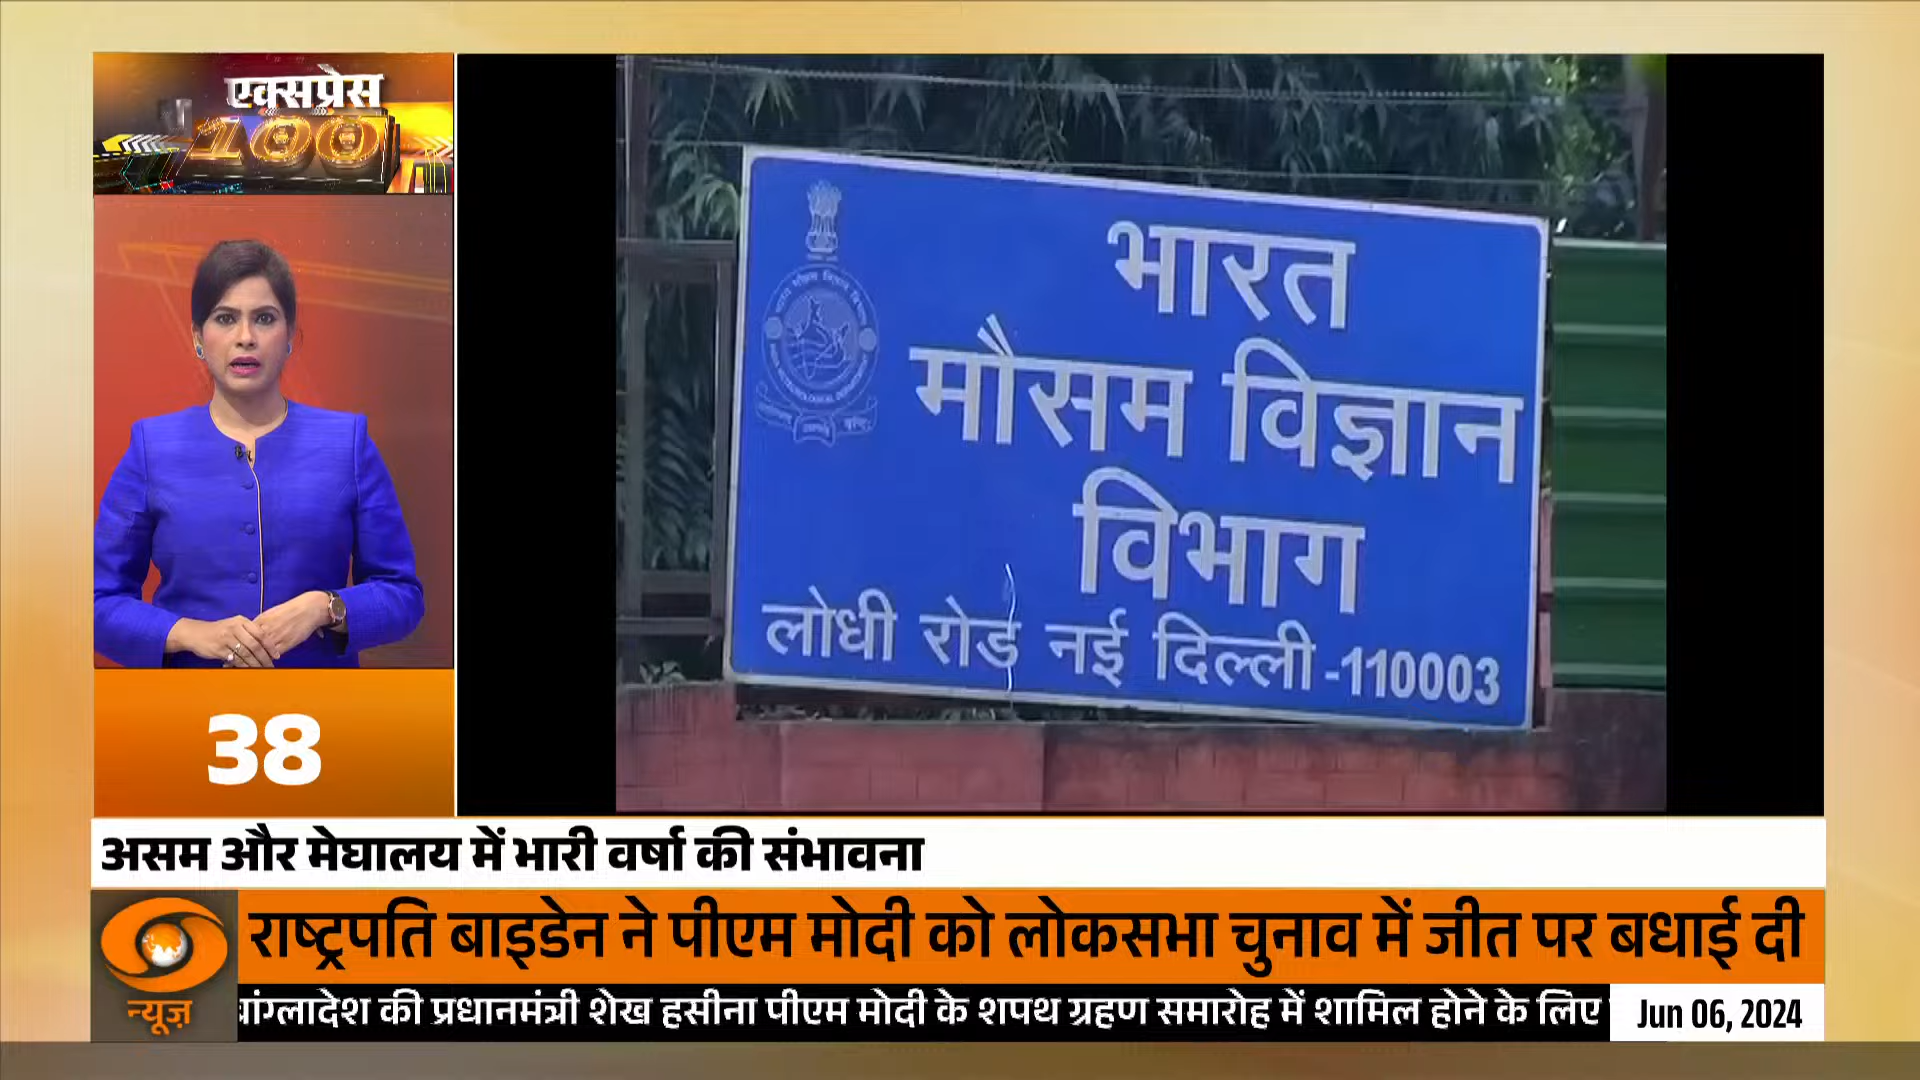 एक्सप्रेस
100
भारत
मौसम विज्ञान
विभाग
लोधी रोड नई दिल्ली-110003
38
असम और मेघालय में भारी वर्षा की संभावना
राष्ट्रपति बाइडेन ने पीएम मोदी को लोकसभा चुनाव में जीत पर बधाई दी
न्यूज़
बांग्लादेश की प्रधानमंत्री शेख हसीना पीएम मोदी के शपथ ग्रहण समारोह में शामिल होने के लिए
Jun 06, 2024